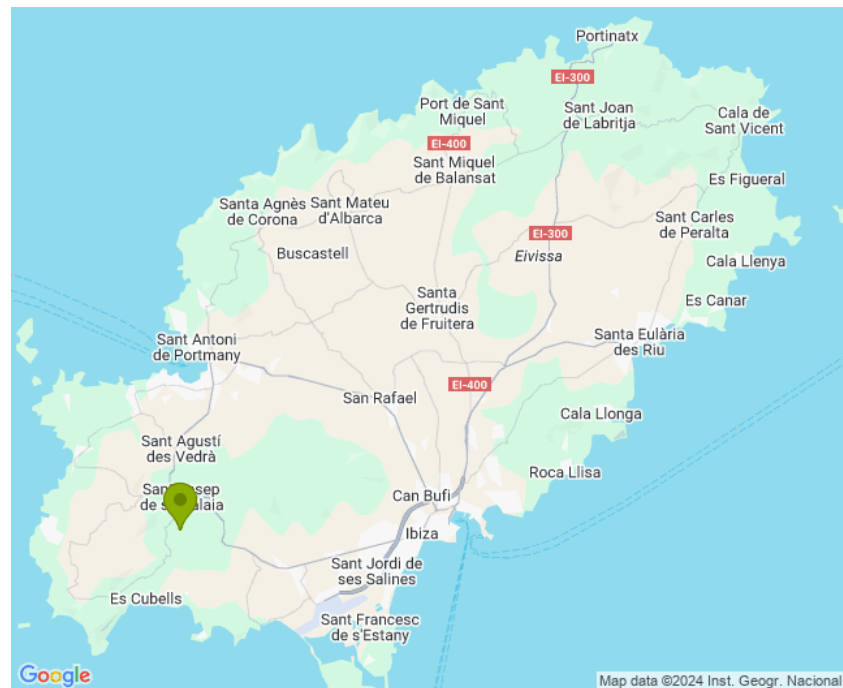 Portinatx
EI-300
Port de Sant
Miquel
Sant Joan
de Labritja
Cala de
Sant Vicent
EI-400
Sant Miquel
de Balansat
Es Figueral
Santa Agnès
de Corona
Sant Mateu
d'Albarca
Sant Carles
de Peralta
EI-300
Buscastell
Eivissa
Cala Llenya
Santa
Gertrudis
de Fruitera
Es Canar
Sant Antoni
de Portmany
Santa Eulària
des Riu
EI-400
San Rafael
Cala Llonga
Sant Agustí
des Vedrà
Roca Llisa
Can Bufí
Ibiza
Sant Jordi de
ses Salines
Es Cubells
Sant Francesc
de s'Estany
Google
Map data ©2024 Inst. Geogr. Nacional